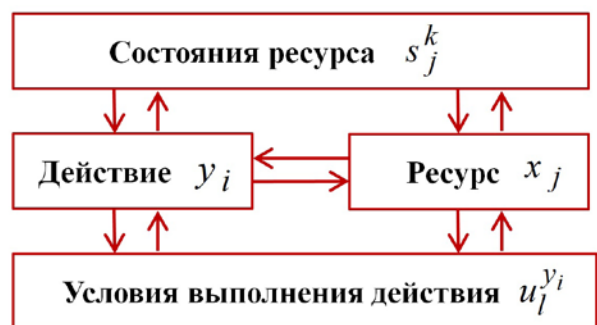 Состояния ресурса s_j^k
Действие y_i
Ресурс x_j
Условия выполнения действия u_l^{y_i}